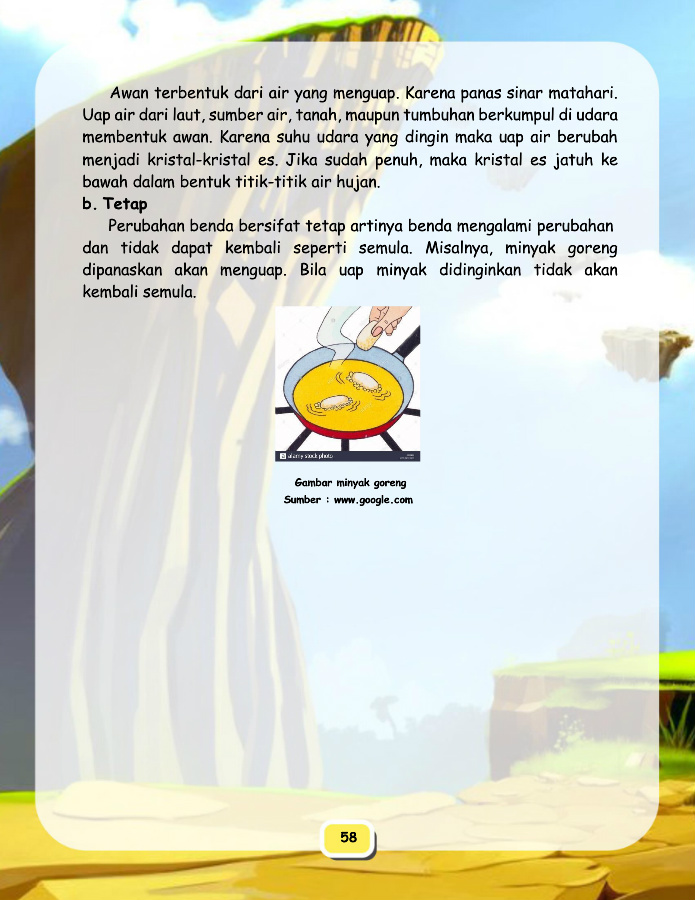 Awan terbentuk dari air yang menguap. Karena panas sinar matahari.
Uap air dari laut, sumber air, tanah, maupun tumbuhan berkumpul di udara
membentuk awan. Karena suhu udara yang dingin maka uap air berubah
menjadi kristal-kristal es. Jika sudah penuh, maka kristal es jatuh ke
bawah dalam bentuk titik-titik air hujan.
b. Tetap
Perubahan benda bersifat tetap artinya benda mengalami perubahan
dan tidak dapat kembali seperti semula. Misalnya, minyak goreng
dipanaskan akan menguap. Bila uap minyak didinginkan tidak akan
kembali semula.
alamy stock photo
Gambar minyak goreng
Sumber : www.google.com
58